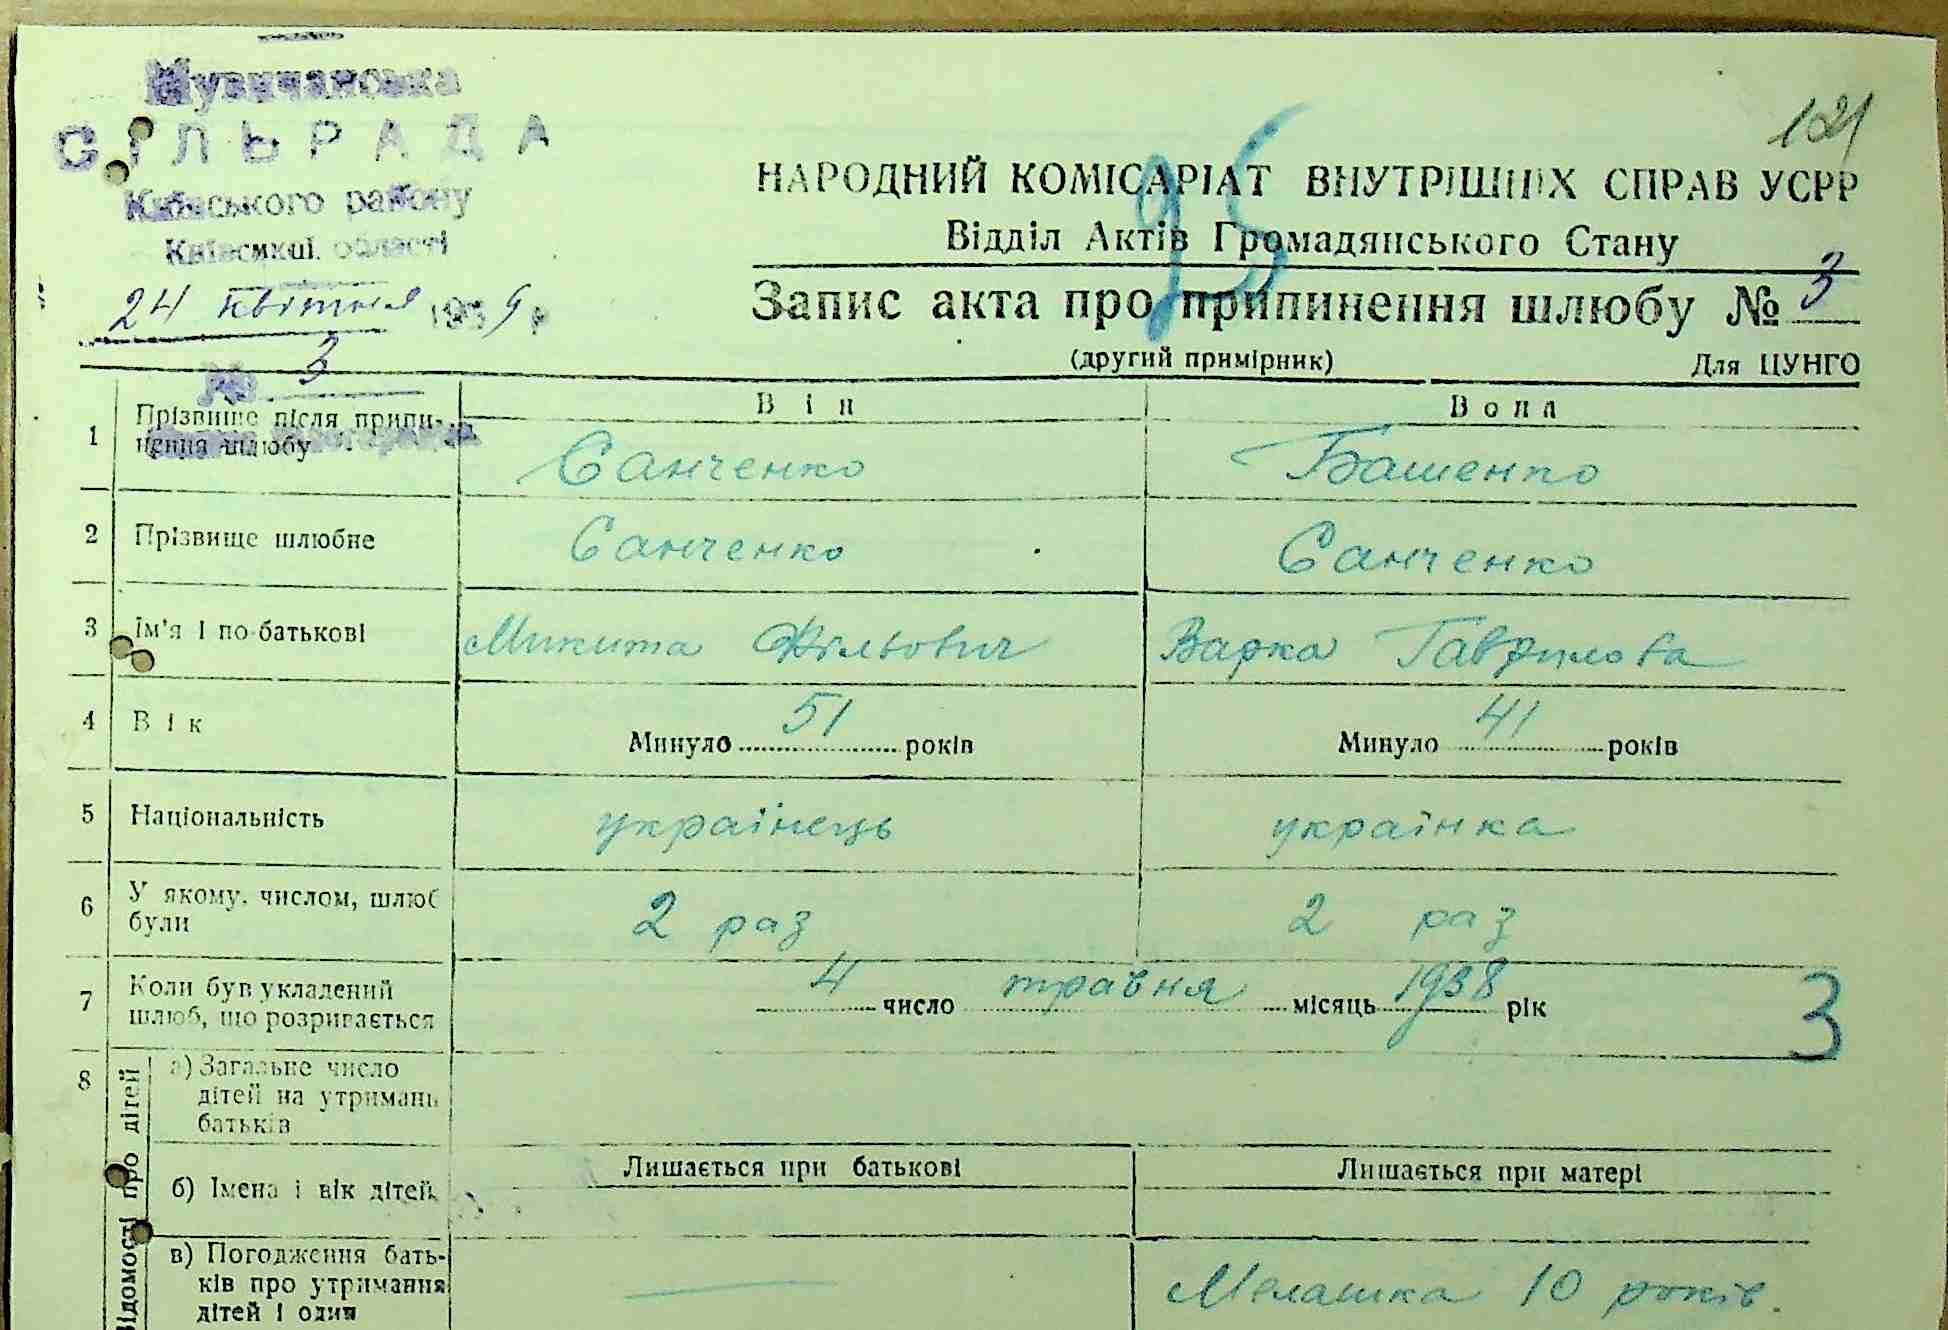 Музичанська
СІЛЬРАДА
Київського району
Київської області
24 квітня 1939 р
№ 3
121
95
НАРОДНИЙ КОМІСАРІАТ ВНУТРІШНІХ СПРАВ УСРР
Відділ Актів Громадянського Стану
Запис акта про припинення шлюбу № 3
(другий примірник) Для ЦУНГО
Він Вона
1 Прізвище після припинення шлюбу Санченко Башенко
2 Прізвище шлюбне Санченко Санченко
3 Ім'я і по-батькові Микита Фількович Варка Гаврилова
4 Вік Минуло 51 років Минуло 41 років
5 Національність українець українка
6 У якому, числом, шлюб були 2 раз 2 раз
7 Коли був укладений шлюб, що розривається 4 число травня місяць 1938 рік
3
8 Відомості про дітей
а) Загальне число дітей на утримань батьків
б) Імена і вік дітей Лишається при батькові Лишається при матері
в) Погодження батьків про утримання дітей і один
Мелашка 10 років.